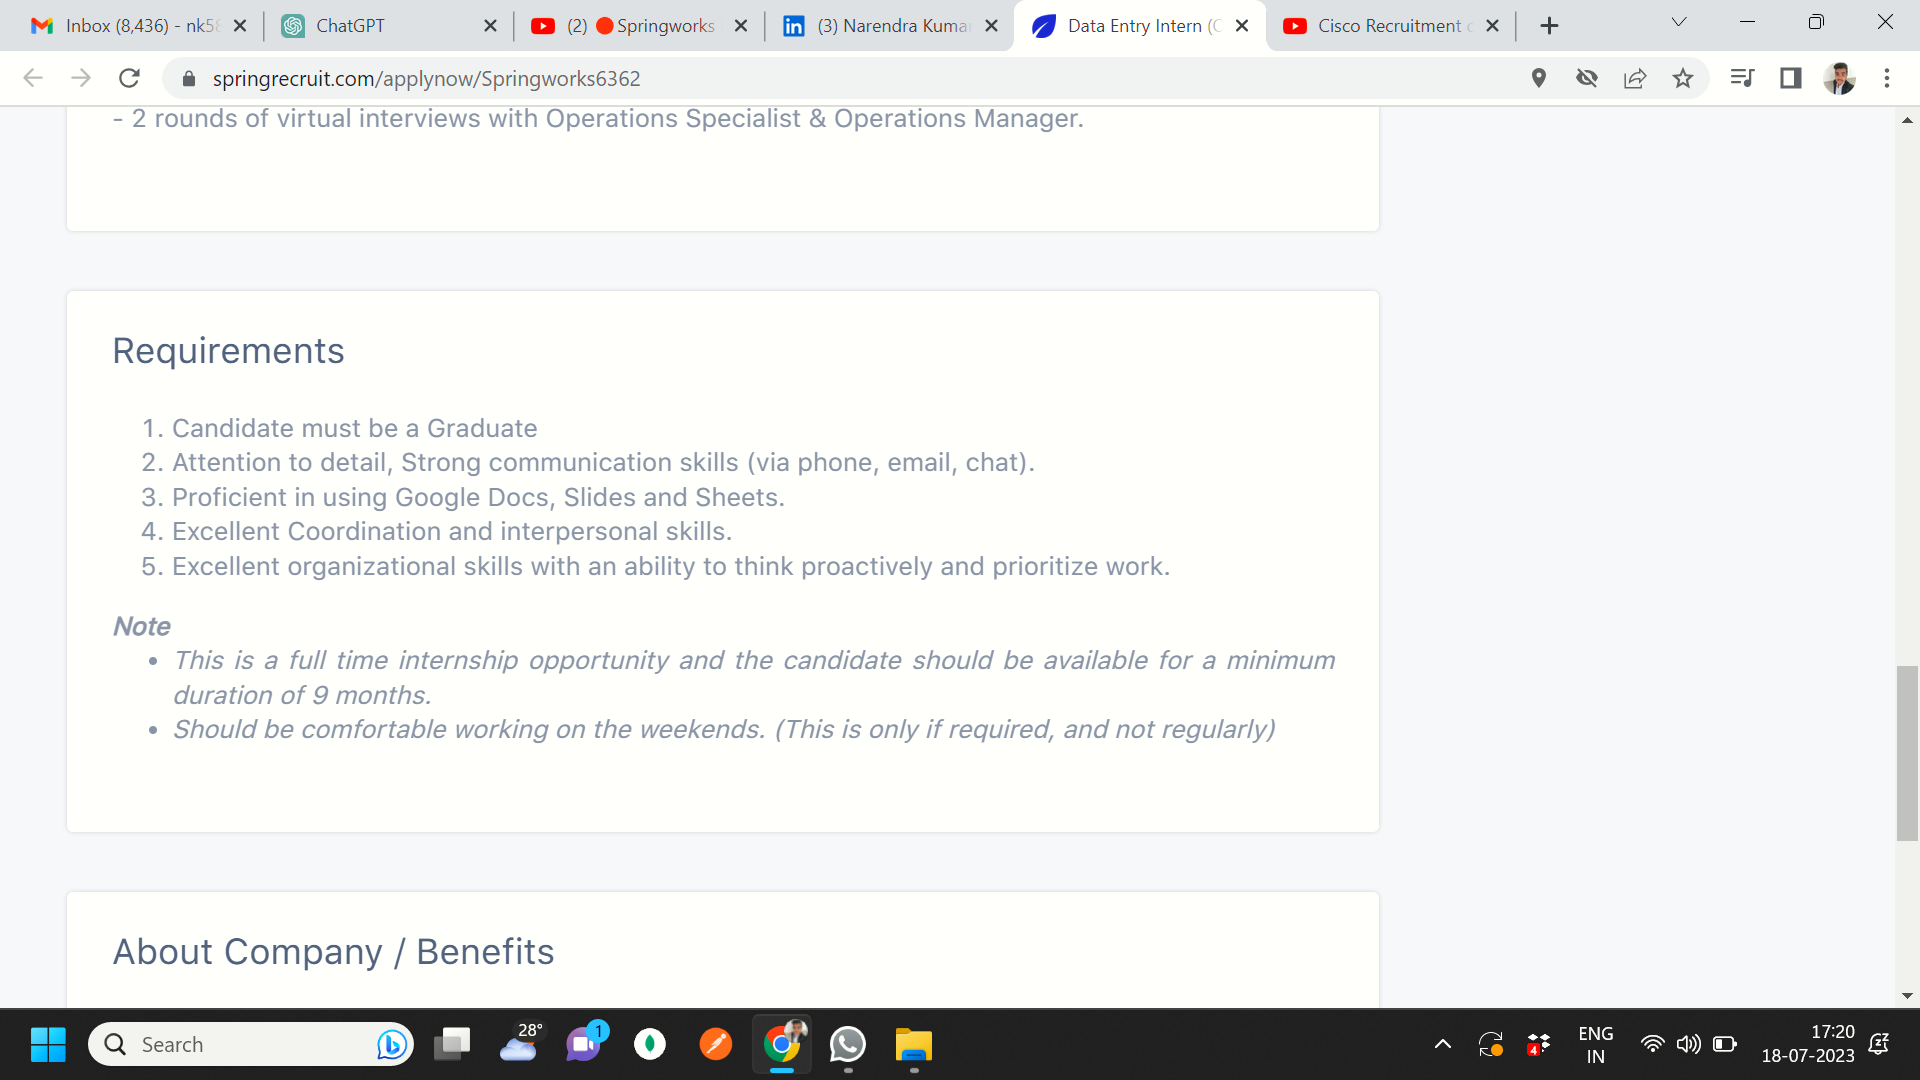 Inbox (8,436) - nk58
ChatGPT
(2) 🔴Springworks
(3) Narendra Kumar
Data Entry Intern (
Cisco Recruitment
springrecruit.com/applynow/Springworks6362
- 2 rounds of virtual interviews with Operations Specialist & Operations Manager.
Requirements
1. Candidate must be a Graduate
2. Attention to detail, Strong communication skills (via phone, email, chat).
3. Proficient in using Google Docs, Slides and Sheets.
4. Excellent Coordination and interpersonal skills.
5. Excellent organizational skills with an ability to think proactively and prioritize work.
Note
• This is a full time internship opportunity and the candidate should be available for a minimum
duration of 9 months.
• Should be comfortable working on the weekends. (This is only if required, and not regularly)
About Company / Benefits
Search
28°
1
4
ENG
IN
17:20
18-07-2023